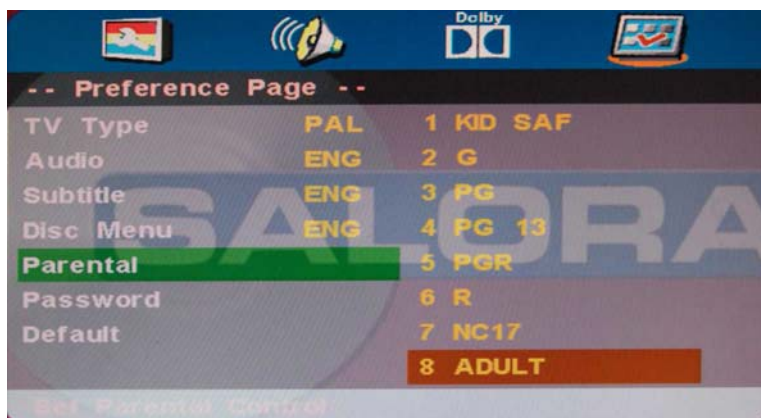 Dolby
-- Preference Page --
TV Type PAL 1 KID SAF
Audio ENG 2 G
Subtitle ENG 3 PG
Disc Menu ENG 4 PG 13
Parental 5 PGR
Password 6 R
Default 7 NC17
8 ADULT
SALORA
Set Parental Control